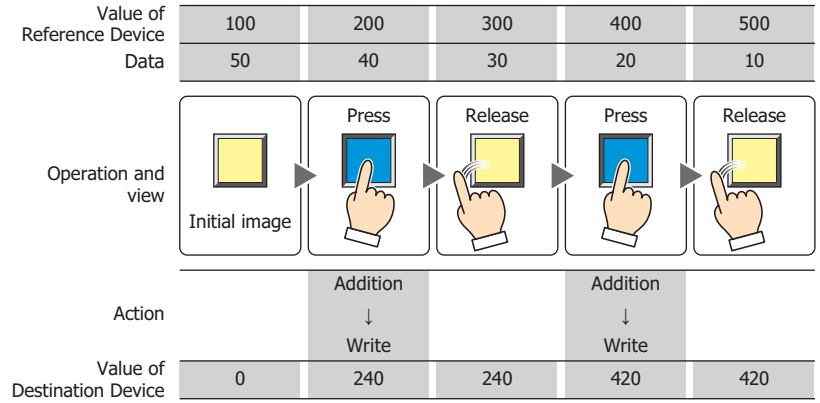 Value of
Reference Device 100 200 300 400 500
Data 50 40 30 20 10
Operation and
view
Initial image
Press
Release
Press
Release
Action
Addition
↓
Write
Addition
↓
Write
Value of
Destination Device 0 240 240 420 420